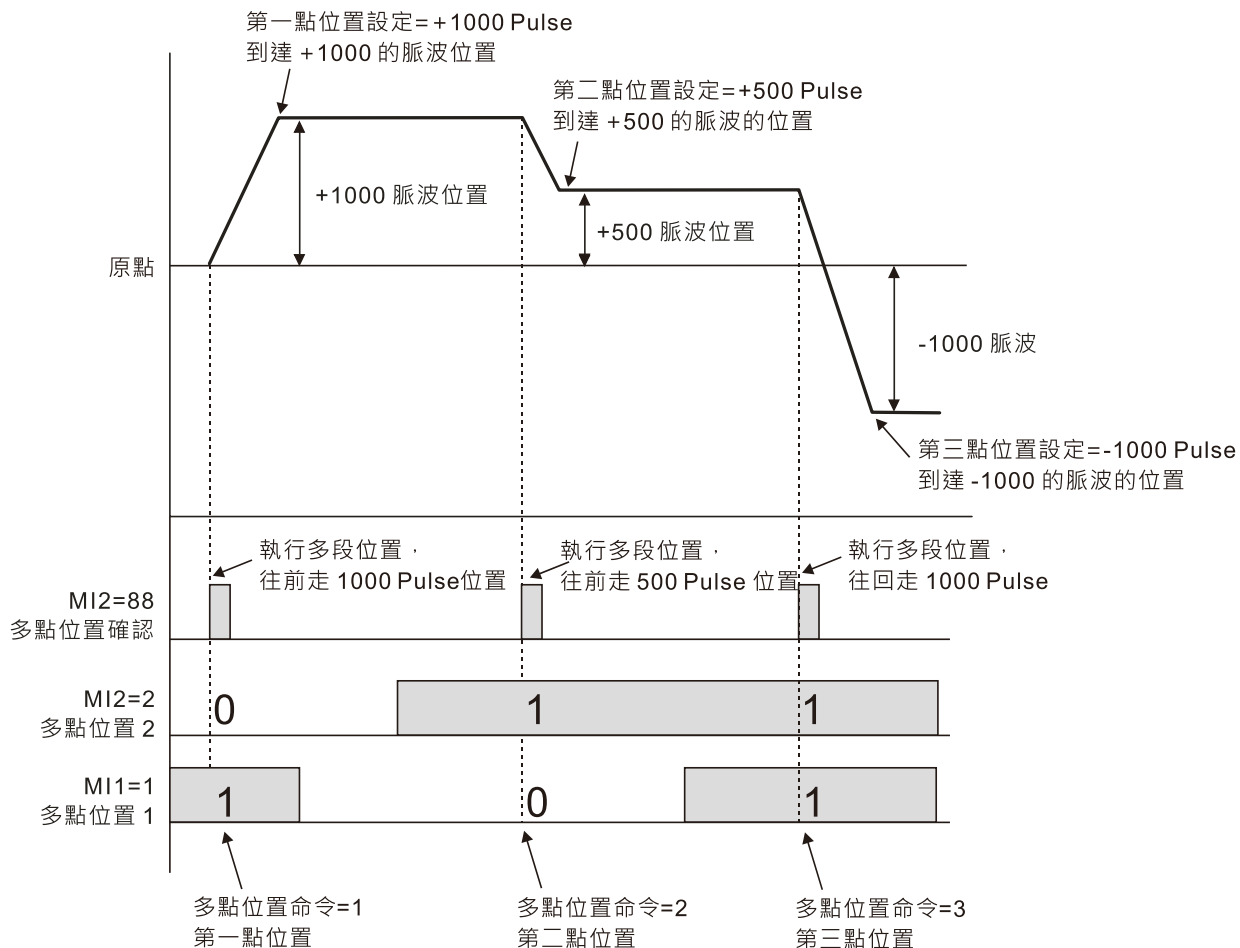 第一點位置設定=+1000 Pulse
到達 +1000 的脈波位置
第二點位置設定=+500 Pulse
到達 +500 的脈波的位置
+1000 脈波位置
+500 脈波位置
原點
-1000 脈波
第三點位置設定=-1000 Pulse
到達 -1000 的脈波的位置
執行多段位置，
往前走 1000 Pulse位置
執行多段位置，
往前走 500 Pulse 位置
執行多段位置，
往回走 1000 Pulse
MI2=88
多點位置確認
MI2=2
多點位置 2
0
1
1
MI1=1
多點位置 1
1
0
1
多點位置命令=1
第一點位置
多點位置命令=2
第二點位置
多點位置命令=3
第三點位置